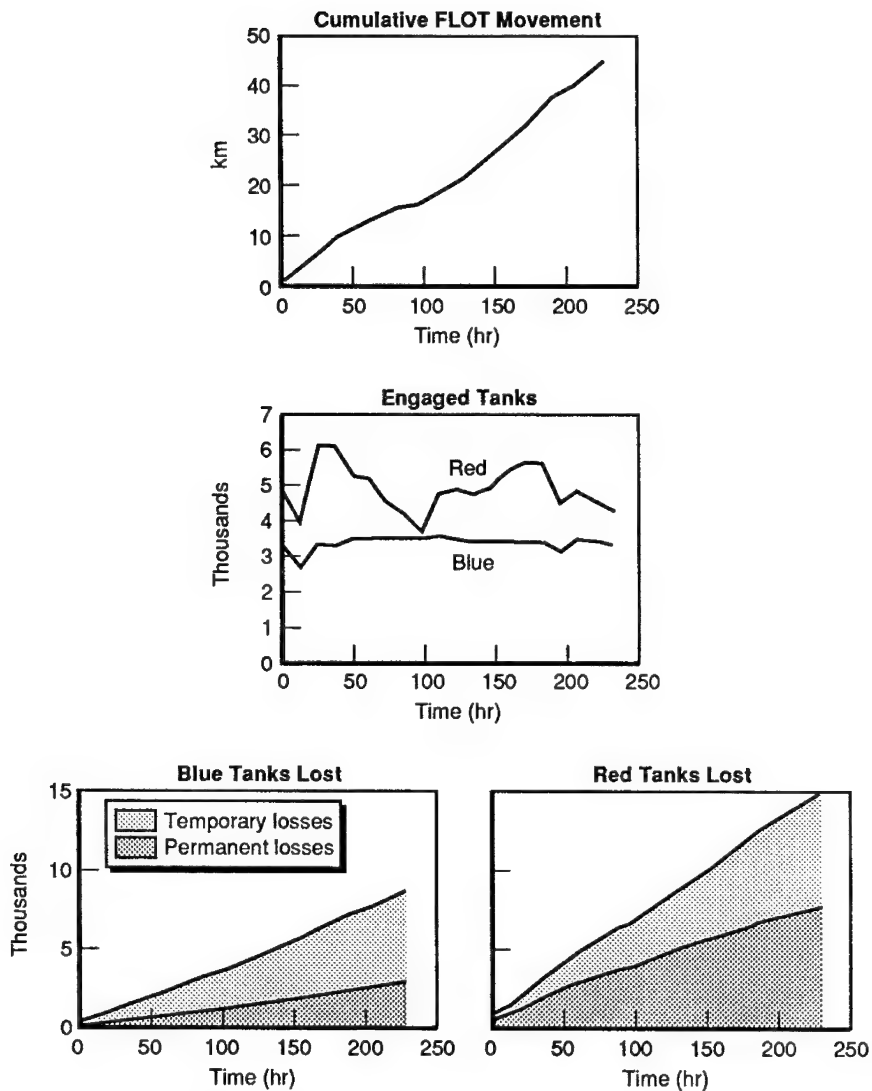 Cumulative FLOT Movement
50
40
30
20
10
0
km
0 50 100 150 200 250
Time (hr)
Engaged Tanks
7
6
5
4
3
2
1
0
Thousands
Red
Blue
0 50 100 150 200 250
Time (hr)
Blue Tanks Lost
15
10
5
0
Thousands
Temporary losses
Permanent losses
0 50 100 150 200 250
Time (hr)
Red Tanks Lost
0 50 100 150 200 250
Time (hr)